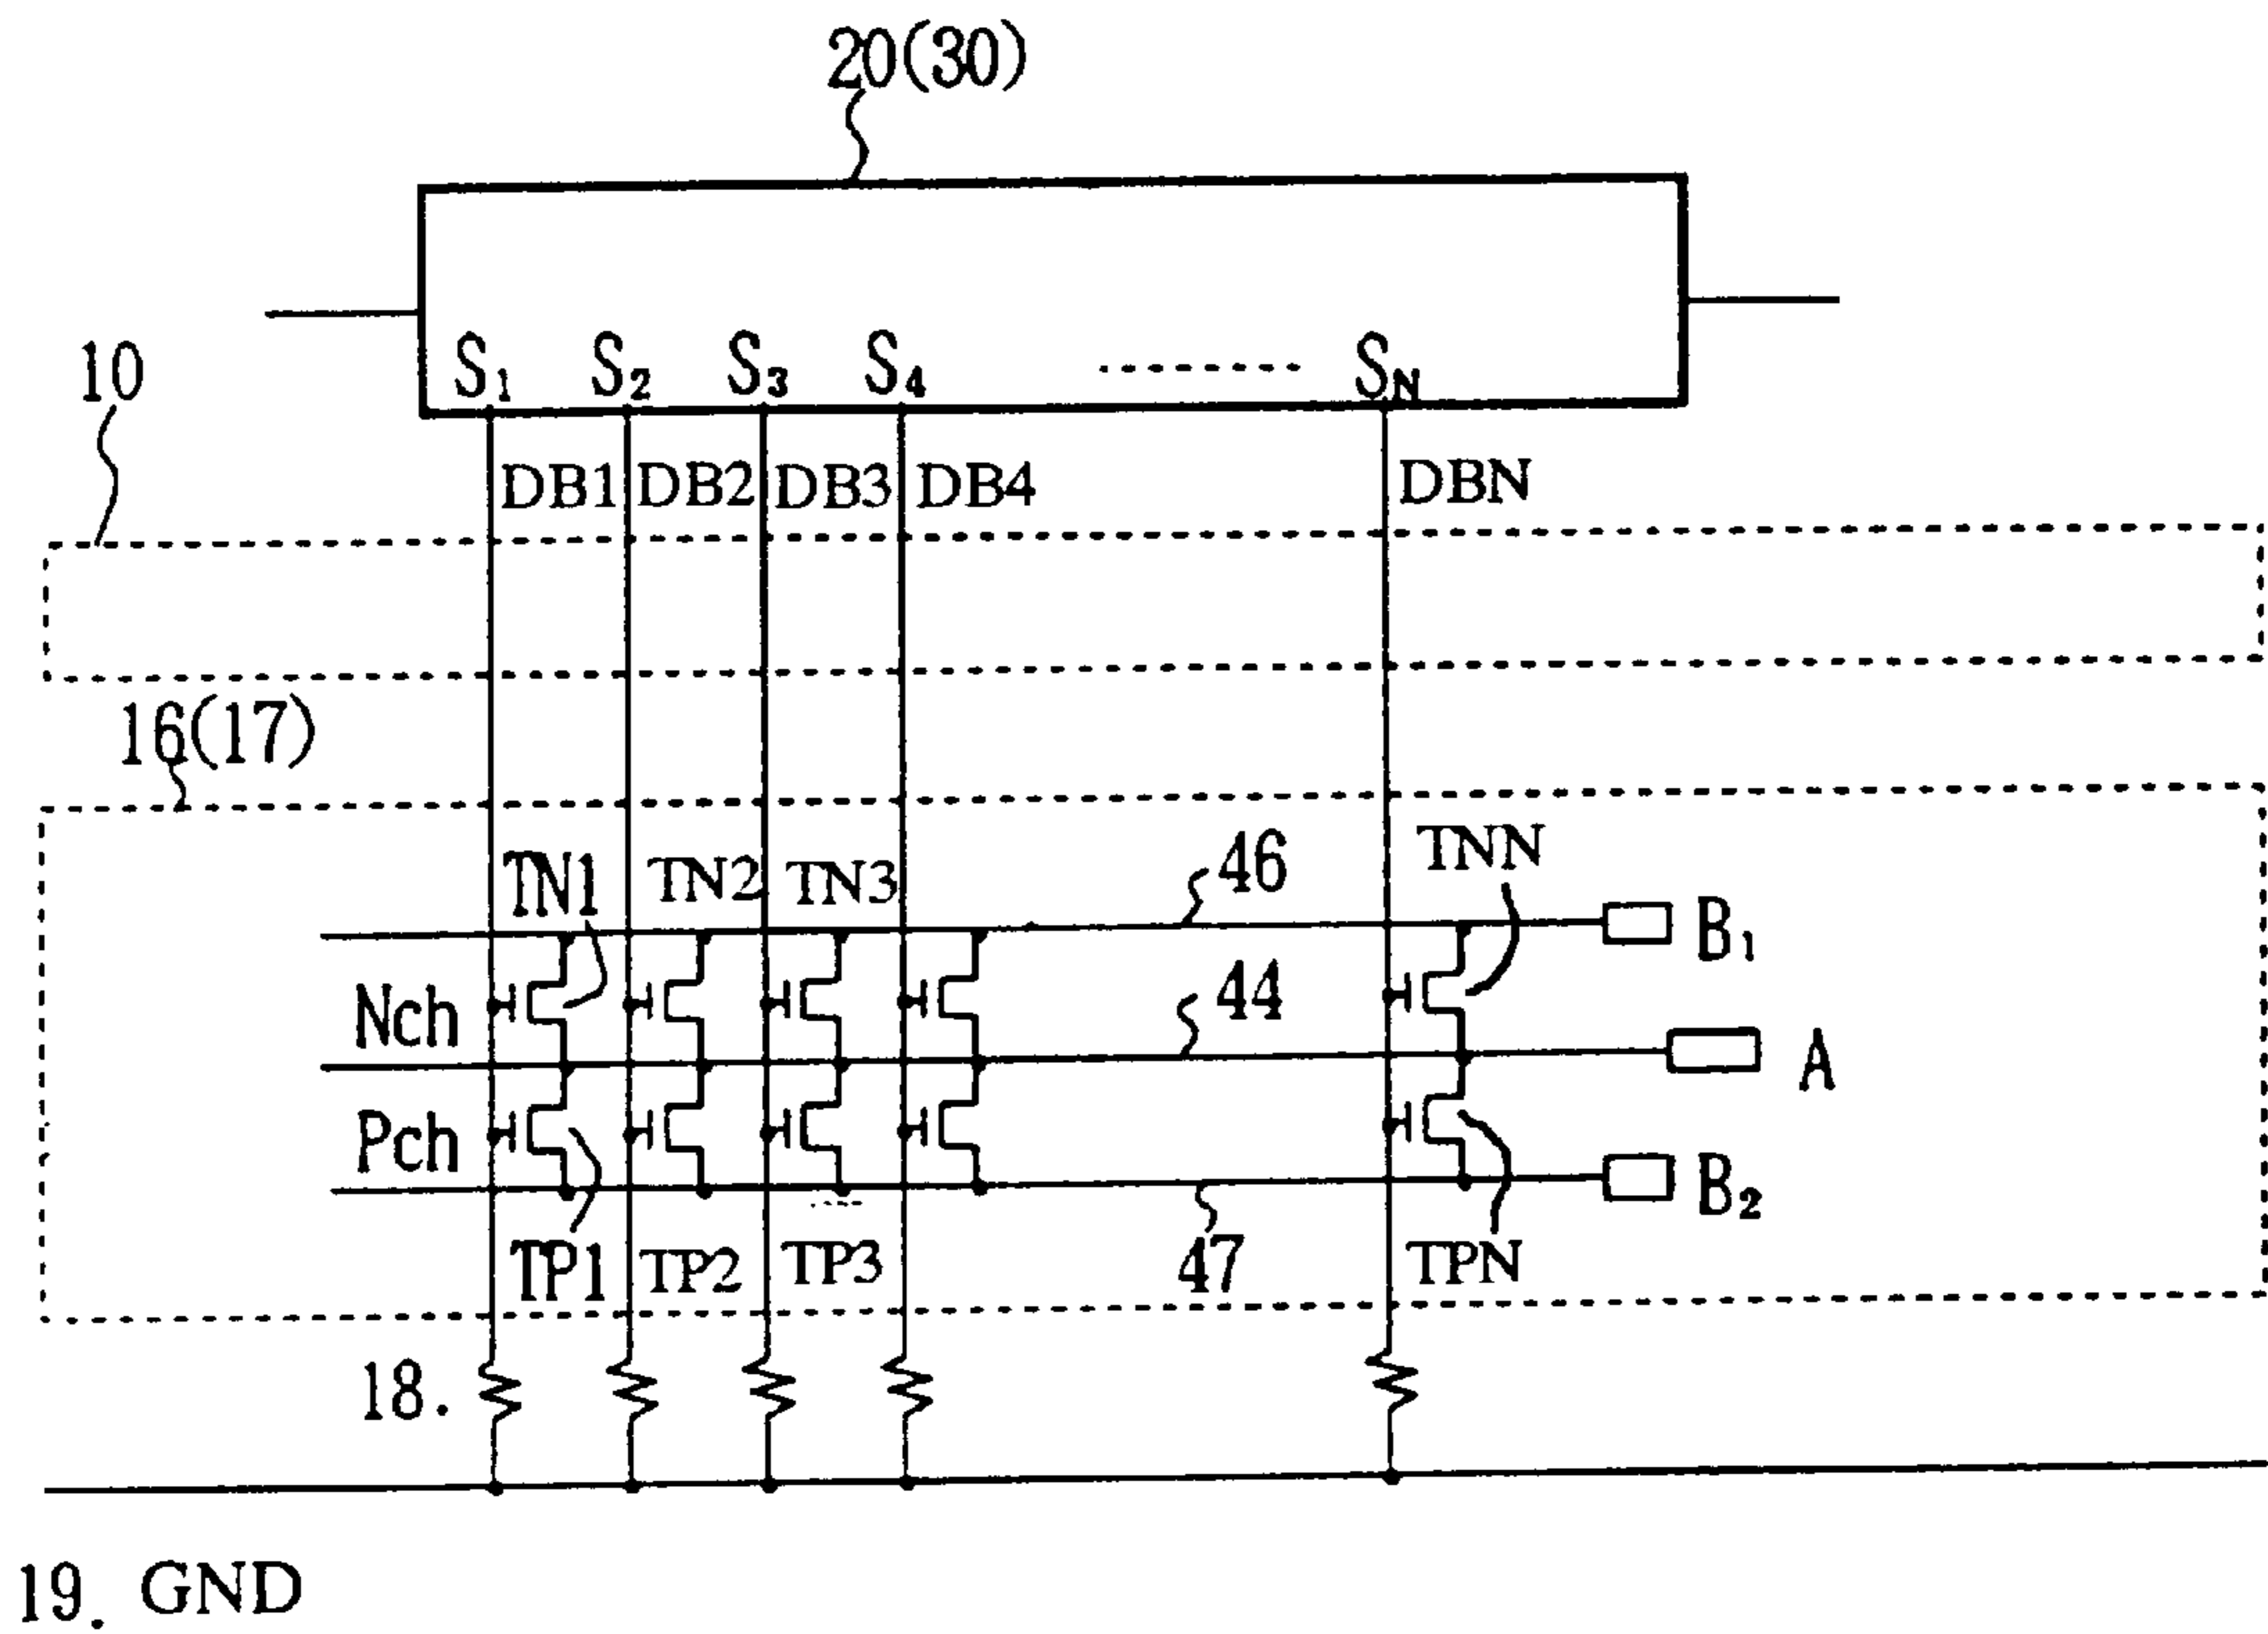 20(30)
10
S1 S2 S3 S4 ......... SN
DB1 DB2 DB3 DB4 DBN
16(17)
TN1 TN2 TN3 46 TNN
B1
Nch 44
A
Pch
B2
TP1 TP2 TP3 47 TPN
18.
19. GND